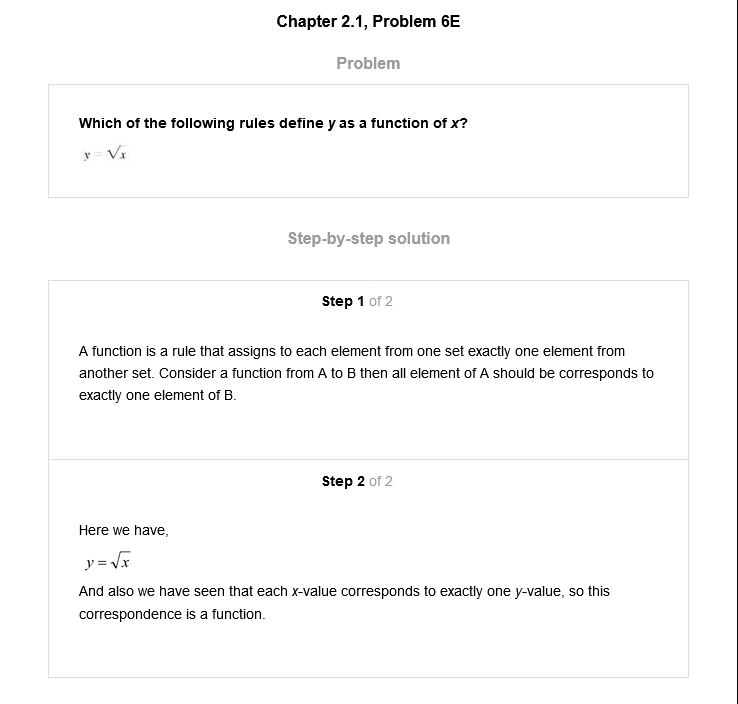 Chapter 2.1, Problem 6E
Problem
Which of the following rules define y as a function of x?
y = √x
Step-by-step solution
Step 1 of 2
A function is a rule that assigns to each element from one set exactly one element from
another set. Consider a function from A to B then all element of A should be corresponds to
exactly one element of B.
Step 2 of 2
Here we have,
y = √x
And also we have seen that each x-value corresponds to exactly one y-value, so this
correspondence is a function.